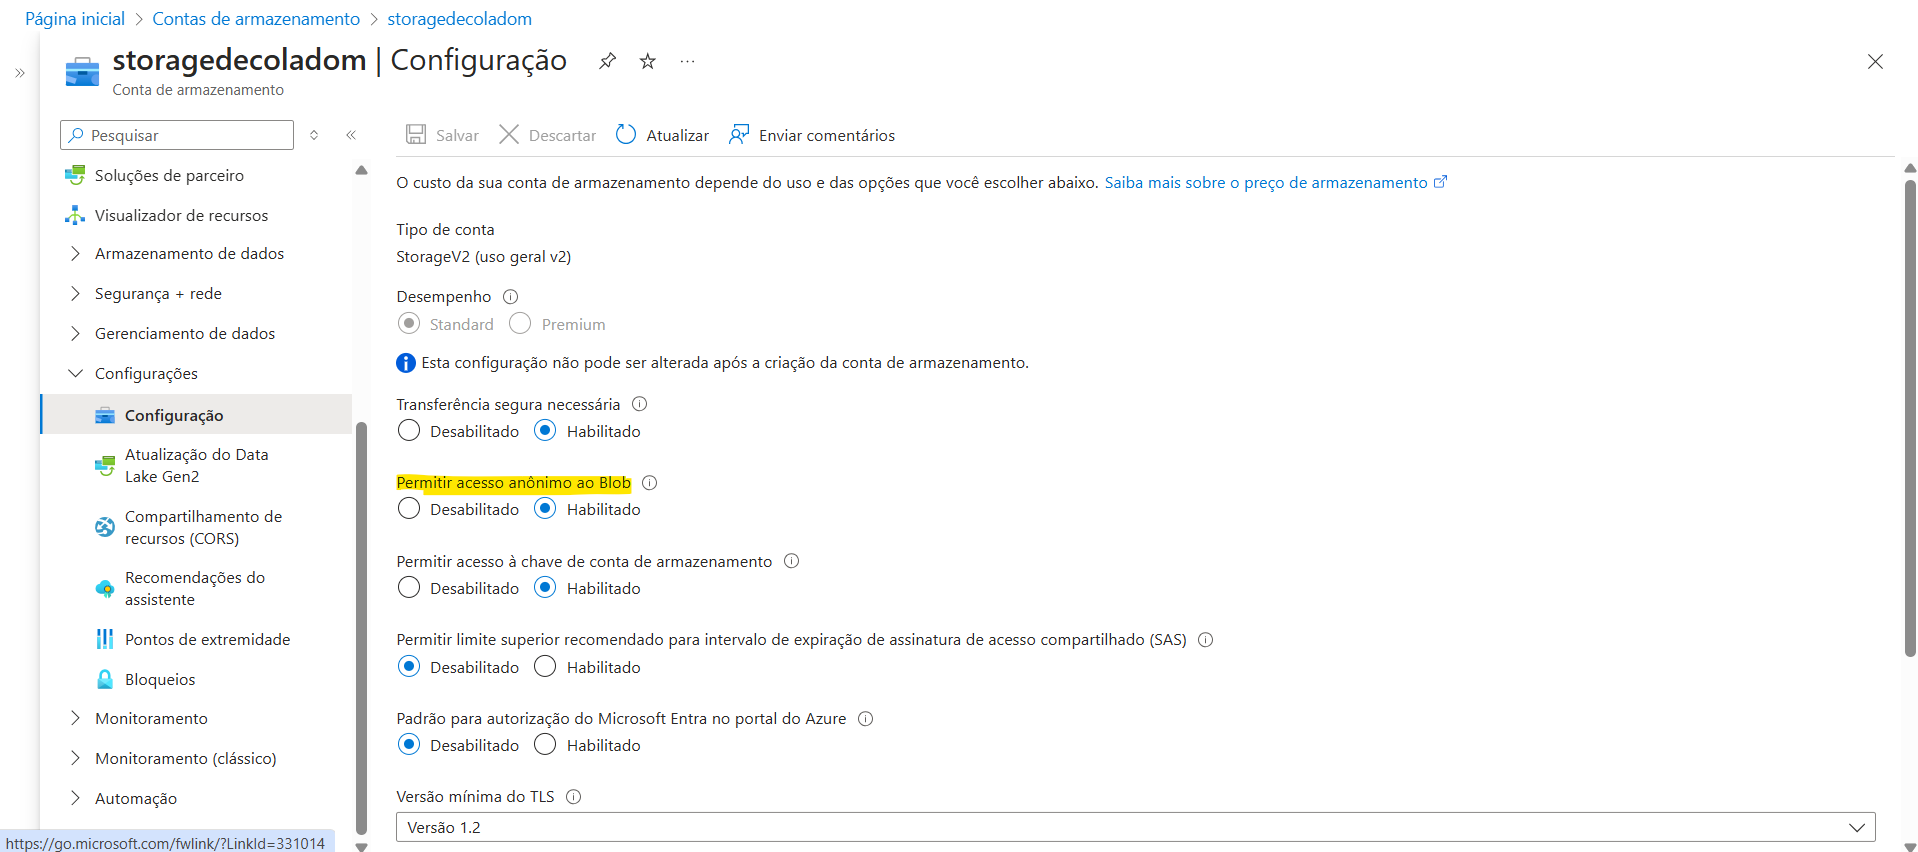 Página inicial > Contas de armazenamento > storagedecoladom
storagedecoladom | Configuração
Conta de armazenamento
Pesquisar
Salvar Descartar Atualizar Enviar comentários
Soluções de parceiro
Visualizador de recursos
Armazenamento de dados
Segurança + rede
Gerenciamento de dados
Configurações
Configuração
Atualização do Data
Lake Gen2
Compartilhamento de
recursos (CORS)
Recomendações do
assistente
Pontos de extremidade
Bloqueios
Monitoramento
Monitoramento (clássico)
Automação
https://go.microsoft.com/fwlink/?LinkId=331014
O custo da sua conta de armazenamento depende do uso e das opções que você escolher abaixo. Saiba mais sobre o preço de armazenamento
Tipo de conta
StorageV2 (uso geral v2)
Desempenho
Standard Premium
Esta configuração não pode ser alterada após a criação da conta de armazenamento.
Transferência segura necessária
Desabilitado Habilitado
Permitir acesso anônimo ao Blob
Desabilitado Habilitado
Permitir acesso à chave de conta de armazenamento
Desabilitado Habilitado
Permitir limite superior recomendado para intervalo de expiração de assinatura de acesso compartilhado (SAS)
Desabilitado Habilitado
Padrão para autorização do Microsoft Entra no portal do Azure
Desabilitado Habilitado
Versão mínima do TLS
Versão 1.2